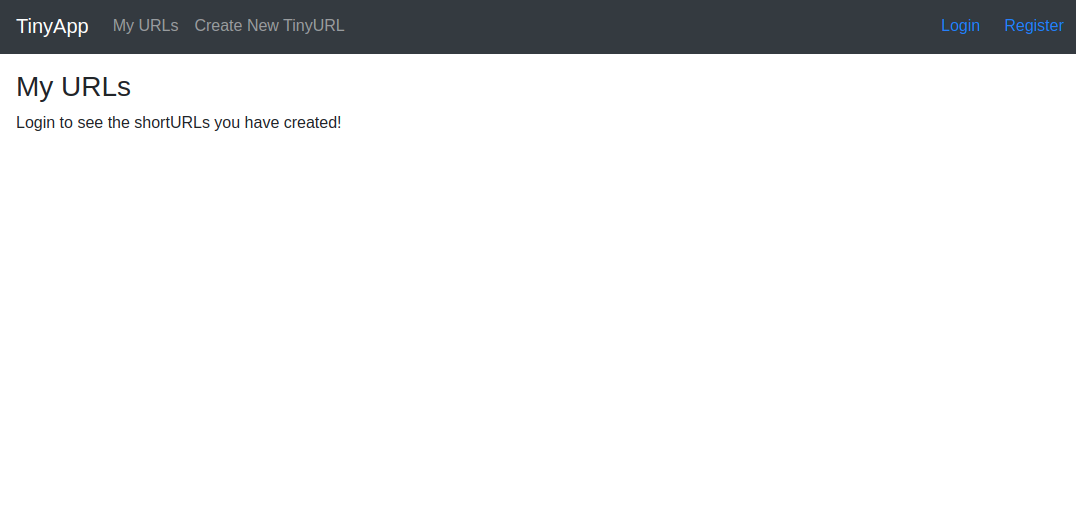 TinyApp My URLs Create New TinyURL Login Register
My URLs
Login to see the shortURLs you have created!